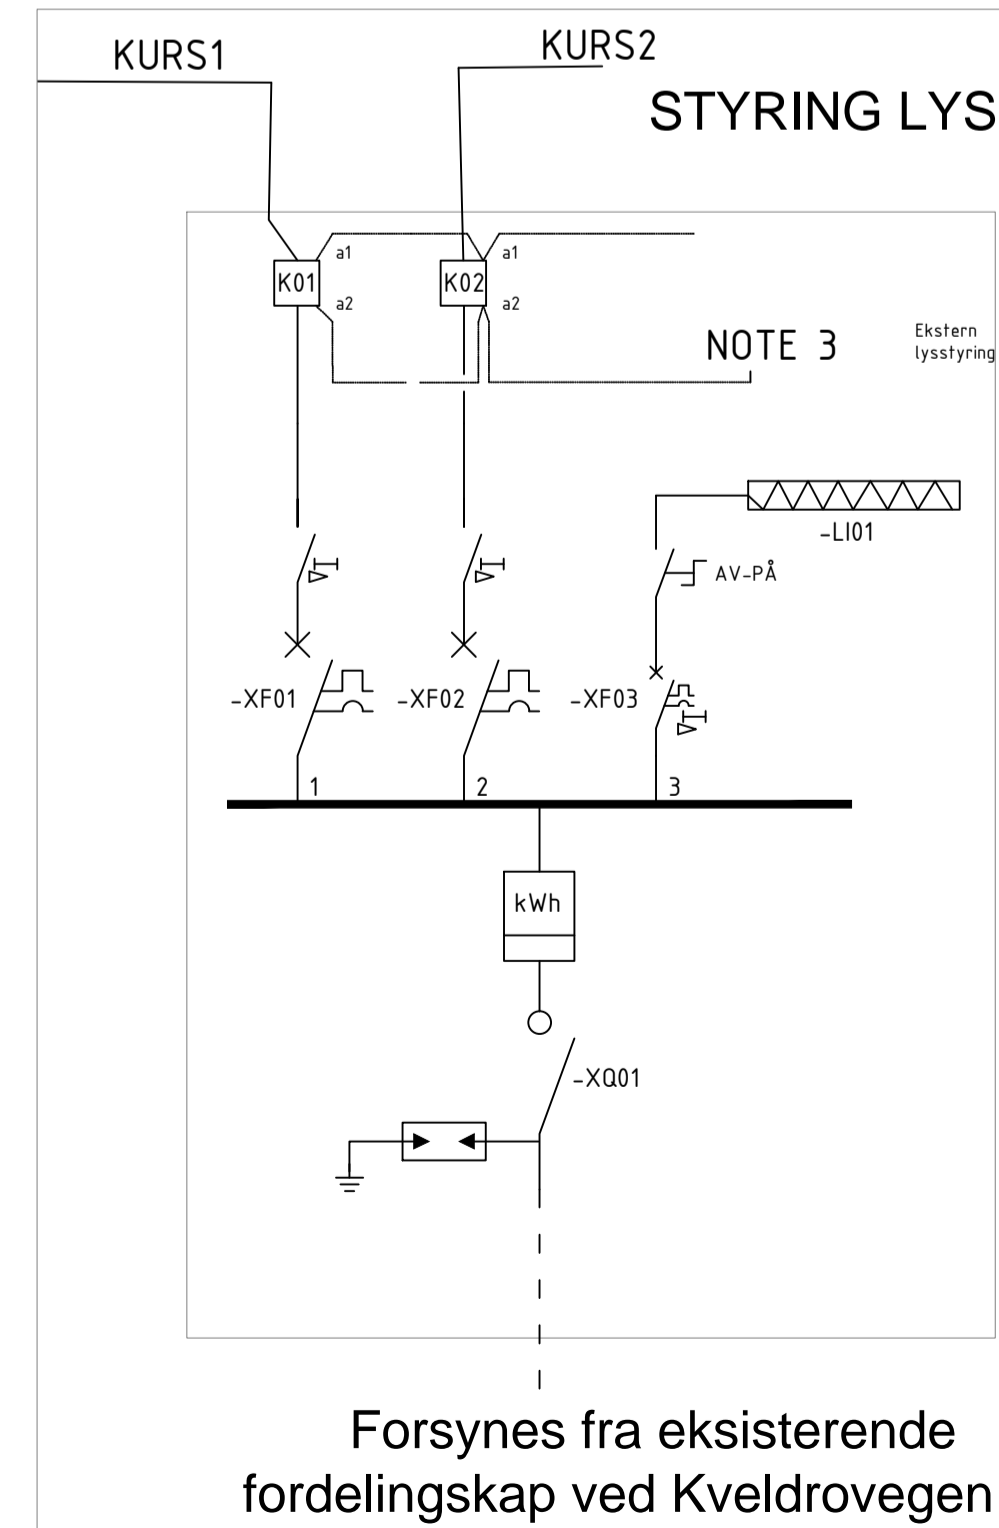 KURS1
KURS2
STYRING LYS
a1
a1
K01
K02
a2
a2
NOTE 3
Ekstern
lysstyring
-LI01
AV-PÅ
-XF01
-XF02
-XF03
1
2
3
kWh
-XQ01
Forsynes fra eksisterende
fordelingskap ved Kveldrovegen